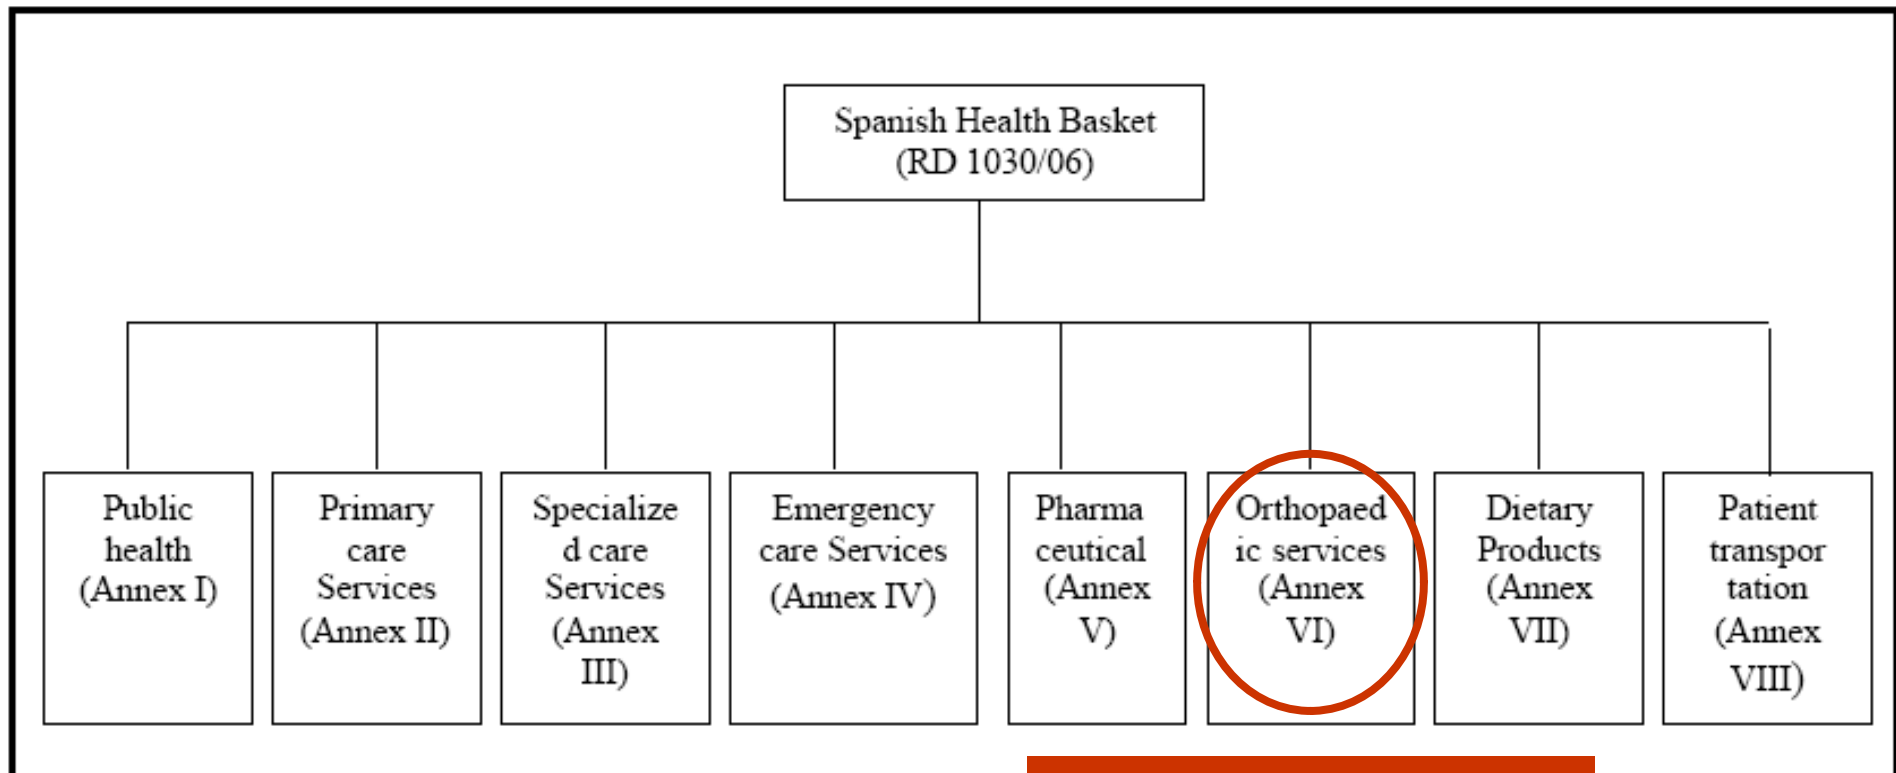 Spanish Health Basket
(RD 1030/06)
Public
health
(Annex I)
Primary
care
Services
(Annex II)
Specialize
d care
Services
(Annex
III)
Emergency
care Services
(Annex IV)
Pharma
ceutical
(Annex
V)
Orthopaed
ic services
(Annex
VI)
Dietary
Products
(Annex
VII)
Patient
transpor
tation
(Annex
VIII)